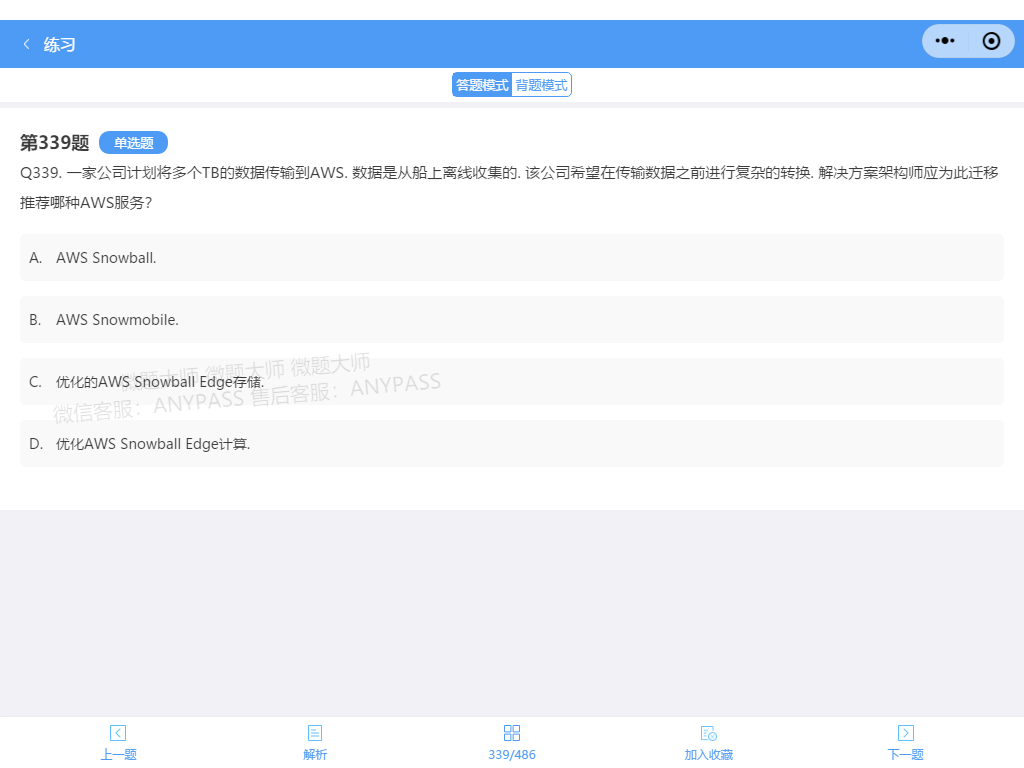 练习
答题模式 背题模式
第339题 单选题
Q339. 一家公司计划将多个TB的数据传输到AWS. 数据是从船上离线收集的. 该公司希望在传输数据之前进行复杂的转换. 解决方案架构师应为此迁移
推荐哪种AWS服务?
A. AWS Snowball.
B. AWS Snowmobile.
微题大师 微题大师 微题大师
C. 优化的AWS Snowball Edge存储.
微信客服：ANYPASS 售后客服：ANYPASS
D. 优化AWS Snowball Edge计算.
上一题 解析 339/486 加入收藏 下一题